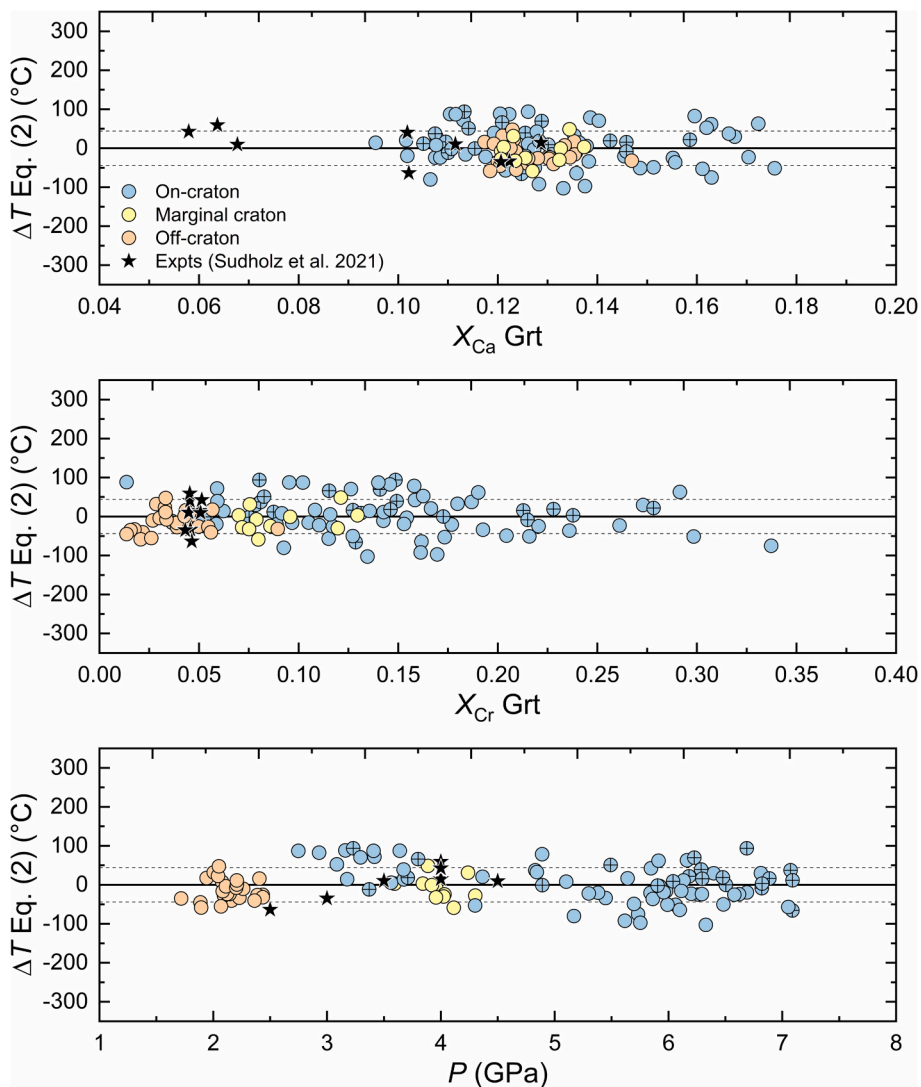 300
200
100
0
-100
-200
-300
ΔT Eq. (2) (°C)
On-craton
Marginal craton
Off-craton
Expts (Sudholz et al. 2021)
0.04 0.06 0.08 0.10 0.12 0.14 0.16 0.18 0.20
XCa Grt
300
200
100
0
-100
-200
-300
ΔT Eq. (2) (°C)
0.00 0.05 0.10 0.15 0.20 0.25 0.30 0.35 0.40
XCr Grt
300
200
100
0
-100
-200
-300
ΔT Eq. (2) (°C)
1 2 3 4 5 6 7 8
P (GPa)